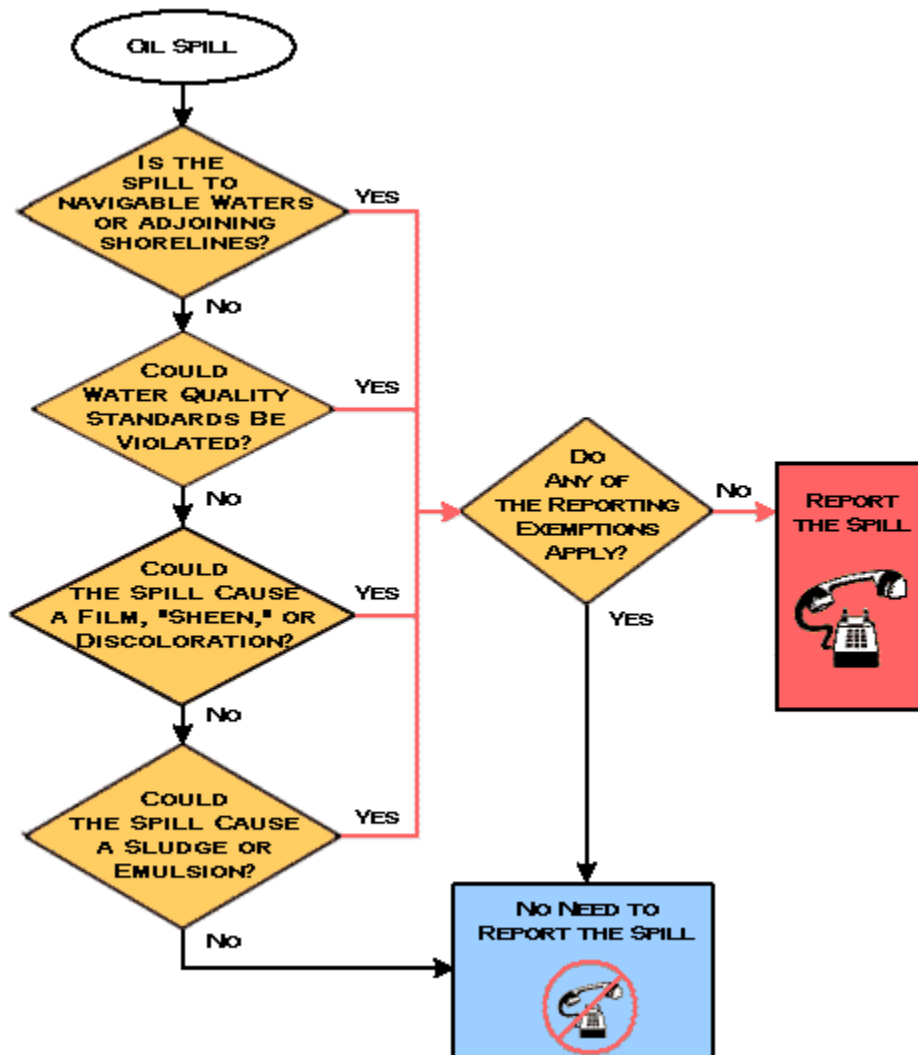 Oil Spill
Is the
spill to
navigable Waters
or adjoining
shorelines?
Yes
No
Could
Water Quality
Standards Be
Violated?
Yes
No
Could
the Spill Cause
a Film, "Sheen," or
Discoloration?
Yes
No
Could
the Spill Cause
a Sludge or
Emulsion?
Yes
No
Do
Any of
the Reporting
Exemptions
Apply?
No
Yes
Report
the Spill
No Need to
Report the Spill